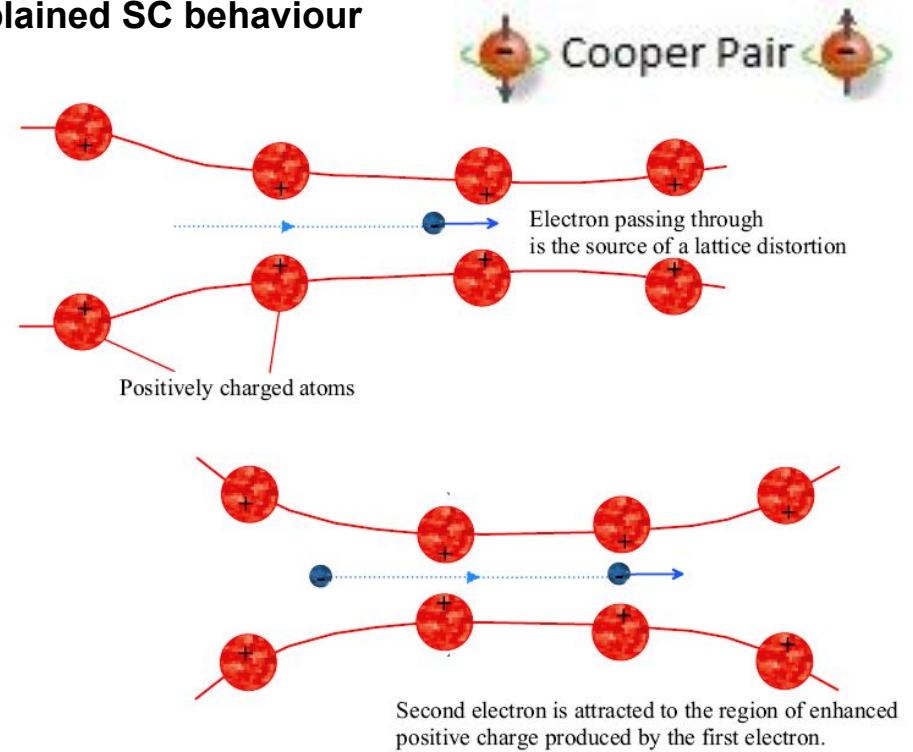 plained SC behaviour
Cooper Pair
Electron passing through
is the source of a lattice distortion
Positively charged atoms
Second electron is attracted to the region of enhanced
positive charge produced by the first electron.